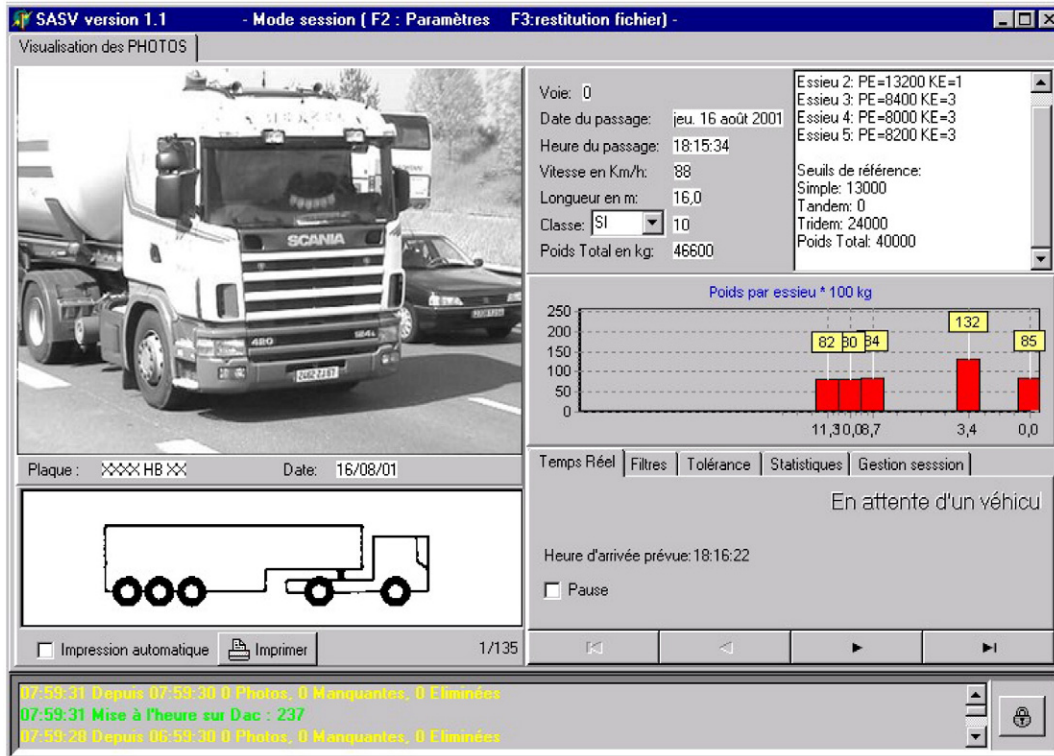 SASV version 1.1 - Mode session ( F2 : Paramètres F3:restitution fichier) -
Visualisation des PHOTOS
SCANIA
420
124L
Plaque : XXXX HB XX Date: 16/08/01
Impression automatique Imprimer 1/135
Voie: 0
Date du passage: jeu. 16 août 2001
Heure du passage: 18:15:34
Vitesse en Km/h: 88
Longueur en m: 16,0
Classe: SI 10
Poids Total en kg: 46600
Essieu 2: PE=13200 KE=1
Essieu 3: PE=8400 KE=3
Essieu 4: PE=8000 KE=3
Essieu 5: PE=8200 KE=3
Seuils de référence:
Simple: 13000
Tandem: 0
Tridem: 24000
Poids Total: 40000
Poids par essieu * 100 kg
250
200
150
100
50
0
82 80 84 132 85
11,3 0,0 8,7 3,4 0,0
Temps Réel Filtres Tolérance Statistiques Gestion sesssion
En attente d'un véhicu
Heure d'arrivée prévue: 18:16:22
Pause
07:59:31 Depuis 07:59:30 0 Photos, 0 Manquantes, 0 Eliminées
07:59:31 Mise à l'heure sur Dac : 237
07:59:28 Depuis 06:59:30 0 Photos, 0 Manquantes, 0 Eliminées